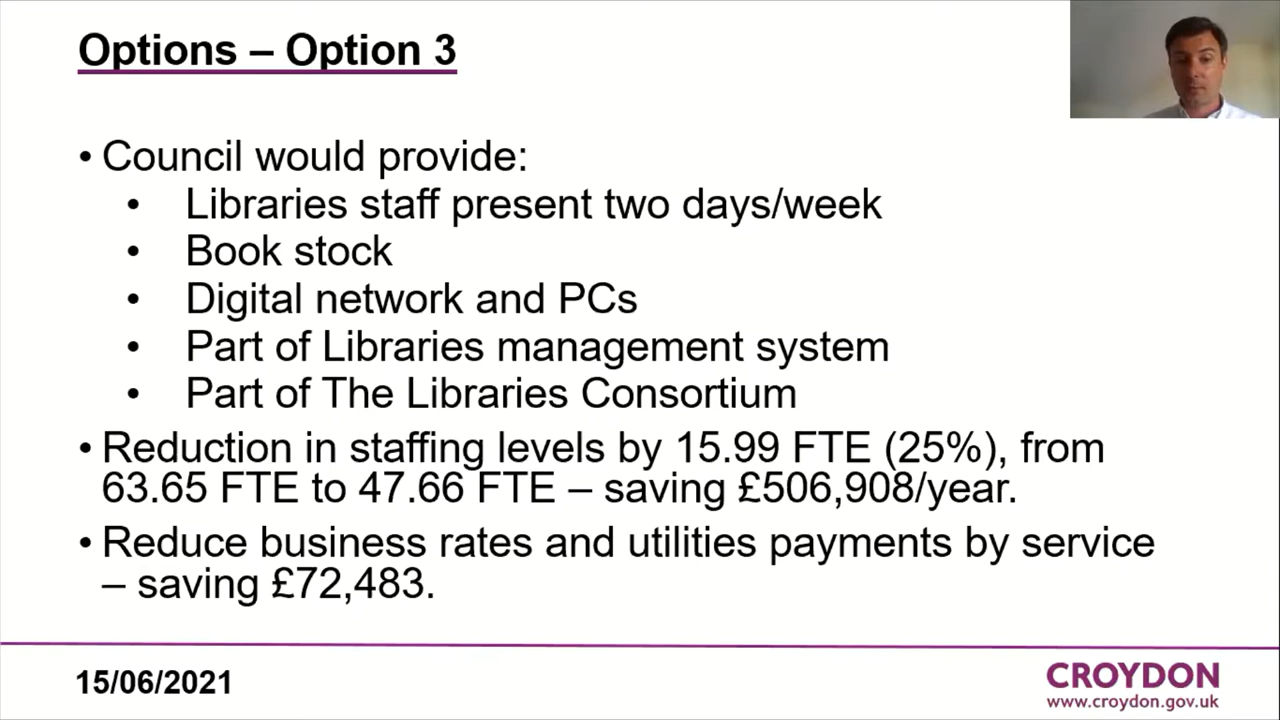 Options – Option 3
• Council would provide:
• Libraries staff present two days/week
• Book stock
• Digital network and PCs
• Part of Libraries management system
• Part of The Libraries Consortium
• Reduction in staffing levels by 15.99 FTE (25%), from
63.65 FTE to 47.66 FTE – saving £506,908/year.
• Reduce business rates and utilities payments by service
– saving £72,483.
15/06/2021
CROYDON
www.croydon.gov.uk